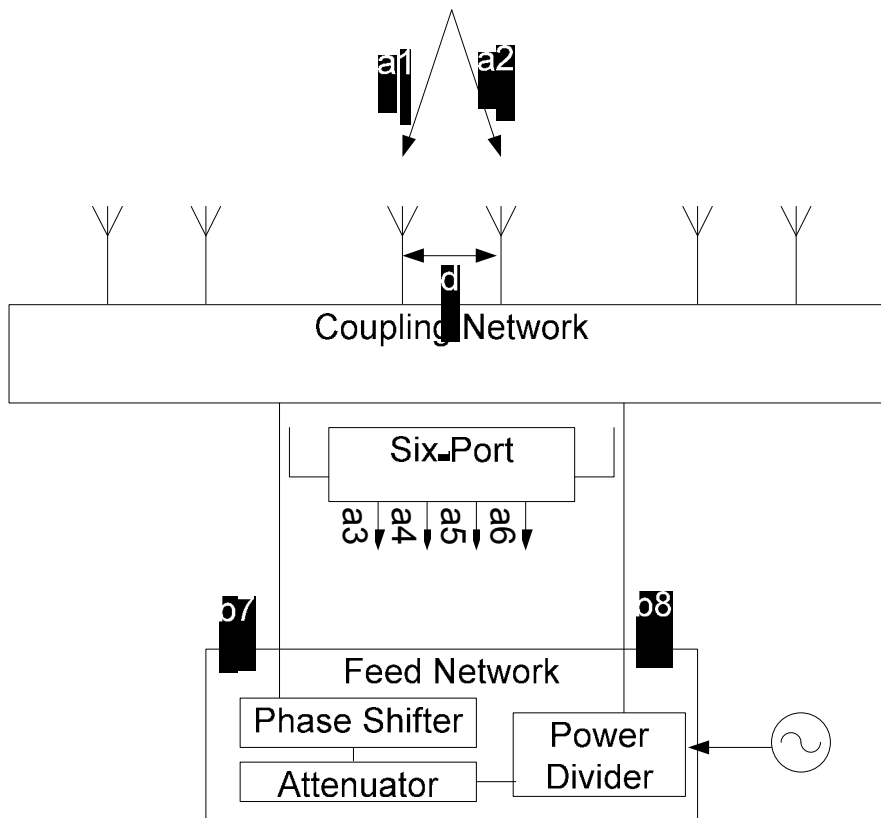 a1 a2
d
Coupling Network
Six-Port
a3 a4 a5 a6
b7 b8
Feed Network
Phase Shifter
Power
Divider
Attenuator